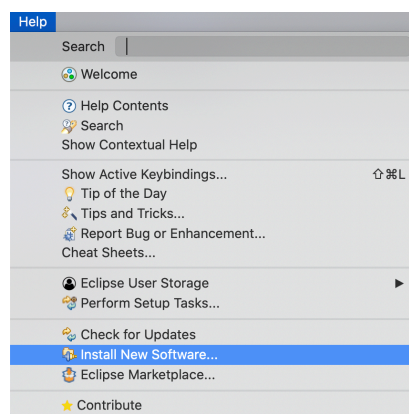 Help
Search
Welcome
Help Contents
Search
Show Contextual Help
Show Active Keybindings... ⇧⌘L
Tip of the Day
Tips and Tricks...
Report Bug or Enhancement...
Cheat Sheets...
Eclipse User Storage
Perform Setup Tasks...
Check for Updates
Install New Software...
Eclipse Marketplace...
Contribute